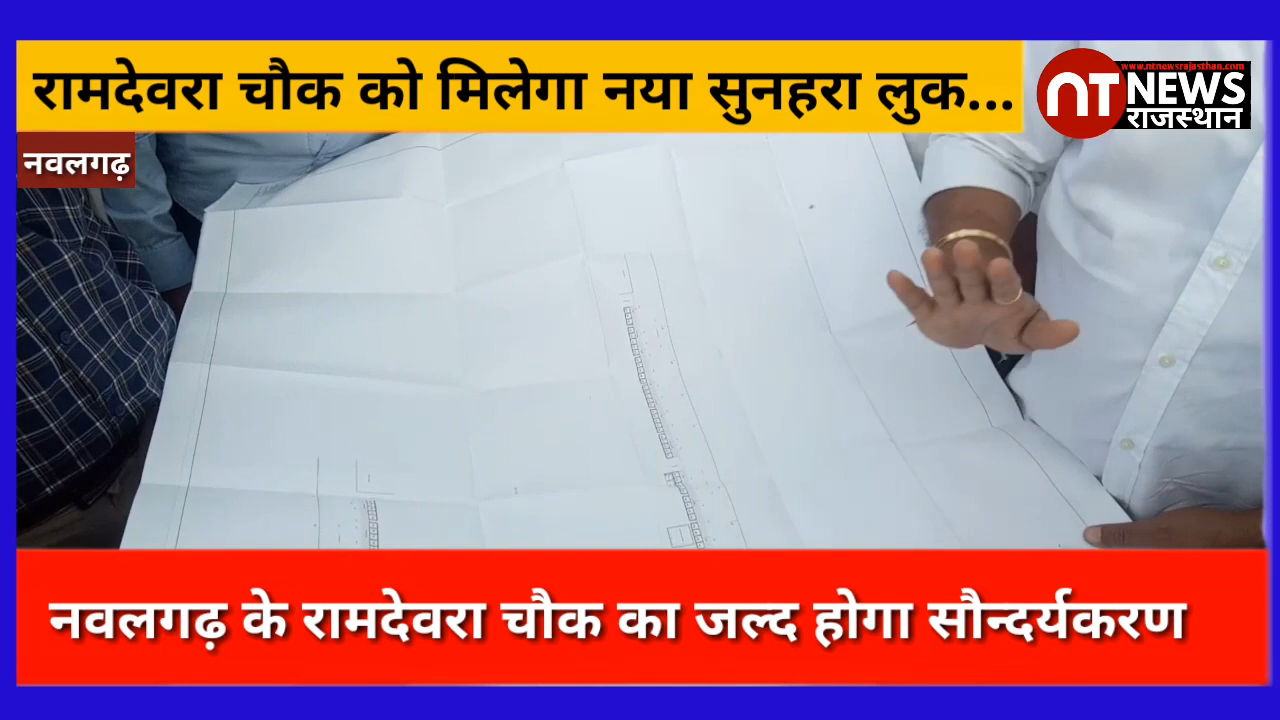 रामदेवरा चौक को मिलेगा नया सुनहरा लुक...
www.ntnewsrajasthan.com
NT NEWS
राजस्थान
नवलगढ़
नवलगढ़ के रामदेवरा चौक का जल्द होगा सौन्दर्यकरण